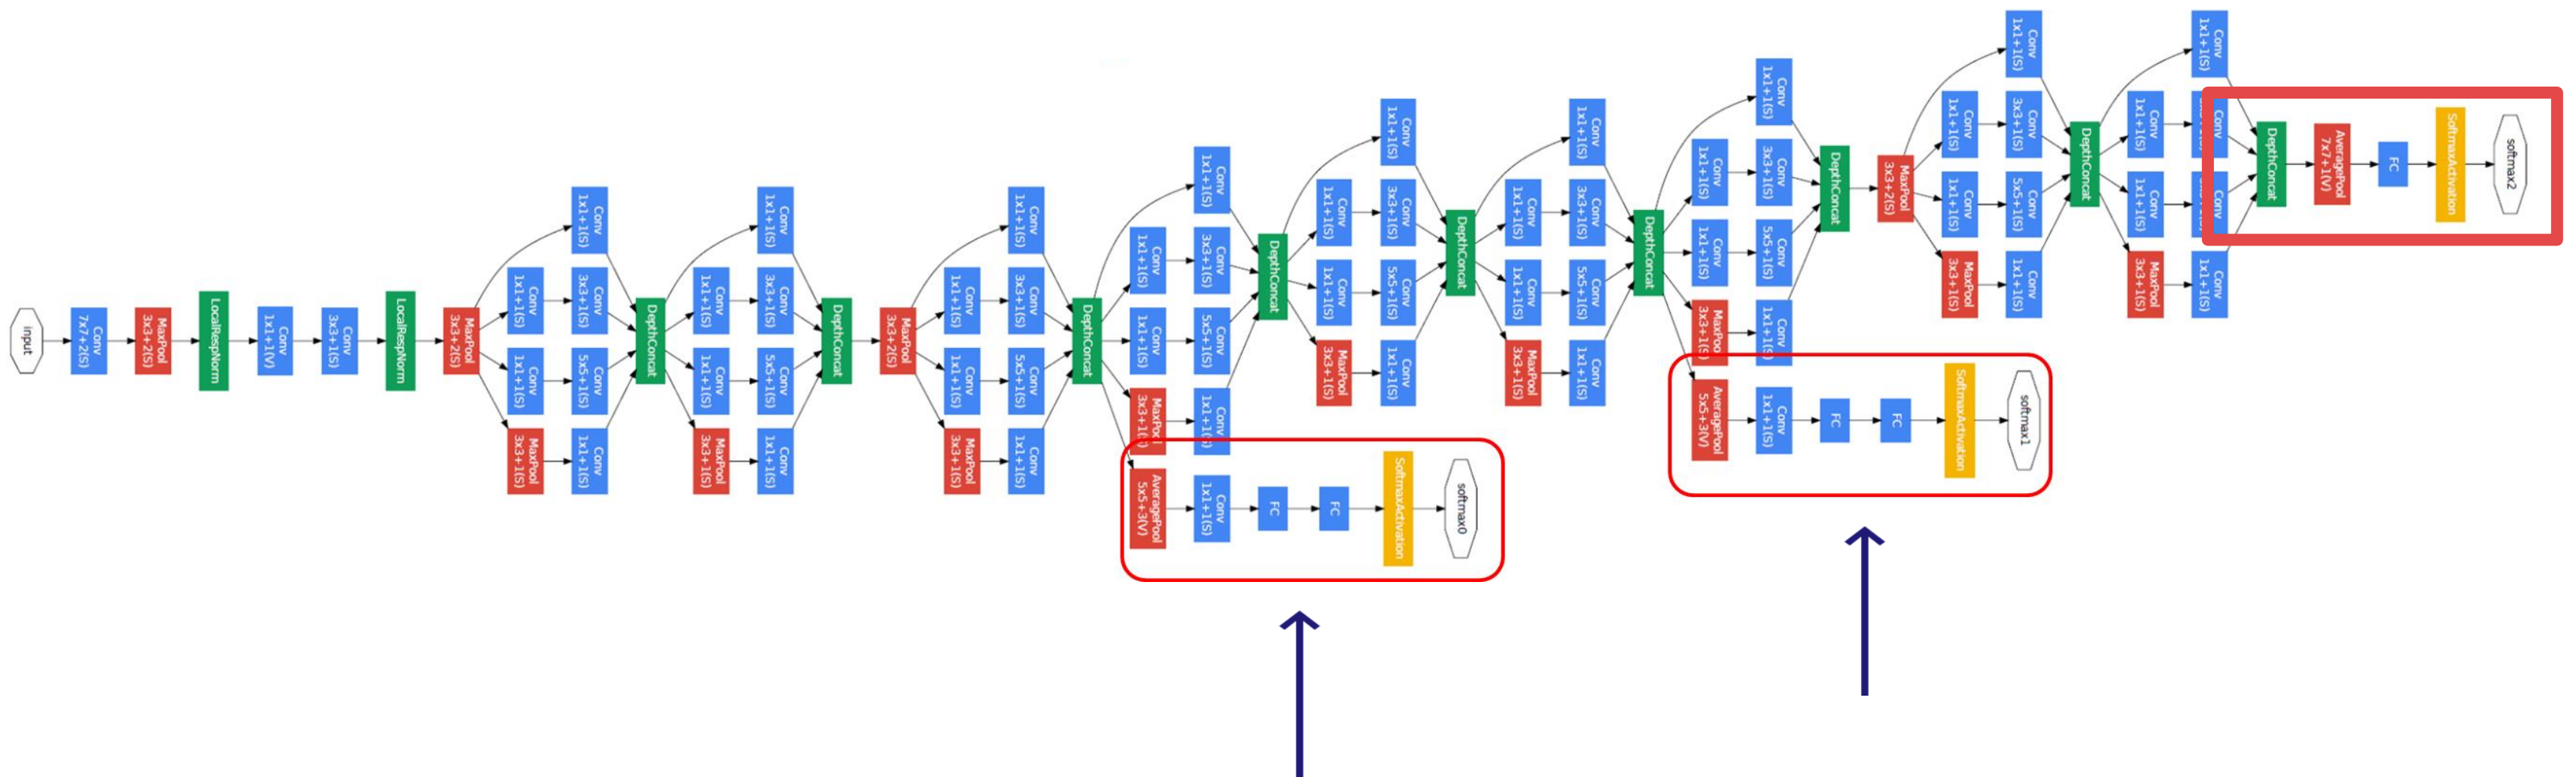 input
Conv
7x7+2(S)
MaxPool
3x3+2(S)
LocalRespNorm
Conv
1x1+1(V)
Conv
3x3+1(S)
LocalRespNorm
MaxPool
3x3+2(S)
Conv
1x1+1(S)
Conv
1x1+1(S)
MaxPool
3x3+1(S)
Conv
1x1+1(S)
Conv
3x3+1(S)
Conv
5x5+1(S)
Conv
1x1+1(S)
DepthConcat
Conv
1x1+1(S)
Conv
1x1+1(S)
MaxPool
3x3+1(S)
Conv
1x1+1(S)
Conv
3x3+1(S)
Conv
5x5+1(S)
Conv
1x1+1(S)
DepthConcat
MaxPool
3x3+2(S)
Conv
1x1+1(S)
Conv
1x1+1(S)
MaxPool
3x3+1(S)
Conv
1x1+1(S)
Conv
3x3+1(S)
Conv
5x5+1(S)
Conv
1x1+1(S)
DepthConcat
Conv
1x1+1(S)
Conv
1x1+1(S)
MaxPool
3x3+1(S)
AveragePool
5x5+3(V)
Conv
1x1+1(S)
Conv
3x3+1(S)
Conv
5x5+1(S)
Conv
1x1+1(S)
Conv
1x1+1(S)
FC
FC
SoftmaxActivation
softmax0
DepthConcat
Conv
1x1+1(S)
Conv
1x1+1(S)
MaxPool
3x3+1(S)
Conv
1x1+1(S)
Conv
3x3+1(S)
Conv
5x5+1(S)
Conv
1x1+1(S)
DepthConcat
Conv
1x1+1(S)
Conv
1x1+1(S)
MaxPool
3x3+1(S)
Conv
1x1+1(S)
Conv
3x3+1(S)
Conv
5x5+1(S)
Conv
1x1+1(S)
DepthConcat
Conv
1x1+1(S)
Conv
1x1+1(S)
MaxPool
3x3+1(S)
AveragePool
5x5+3(V)
Conv
1x1+1(S)
Conv
3x3+1(S)
Conv
5x5+1(S)
Conv
1x1+1(S)
Conv
1x1+1(S)
FC
FC
SoftmaxActivation
softmax1
DepthConcat
MaxPool
3x3+2(S)
Conv
1x1+1(S)
Conv
1x1+1(S)
MaxPool
3x3+1(S)
Conv
1x1+1(S)
Conv
3x3+1(S)
Conv
5x5+1(S)
Conv
1x1+1(S)
DepthConcat
Conv
1x1+1(S)
Conv
1x1+1(S)
MaxPool
3x3+1(S)
Conv
1x1+1(S)
Conv
Conv
Conv
1x1+1(S)
DepthConcat
AveragePool
7x7+1(V)
FC
SoftmaxActivation
softmax2